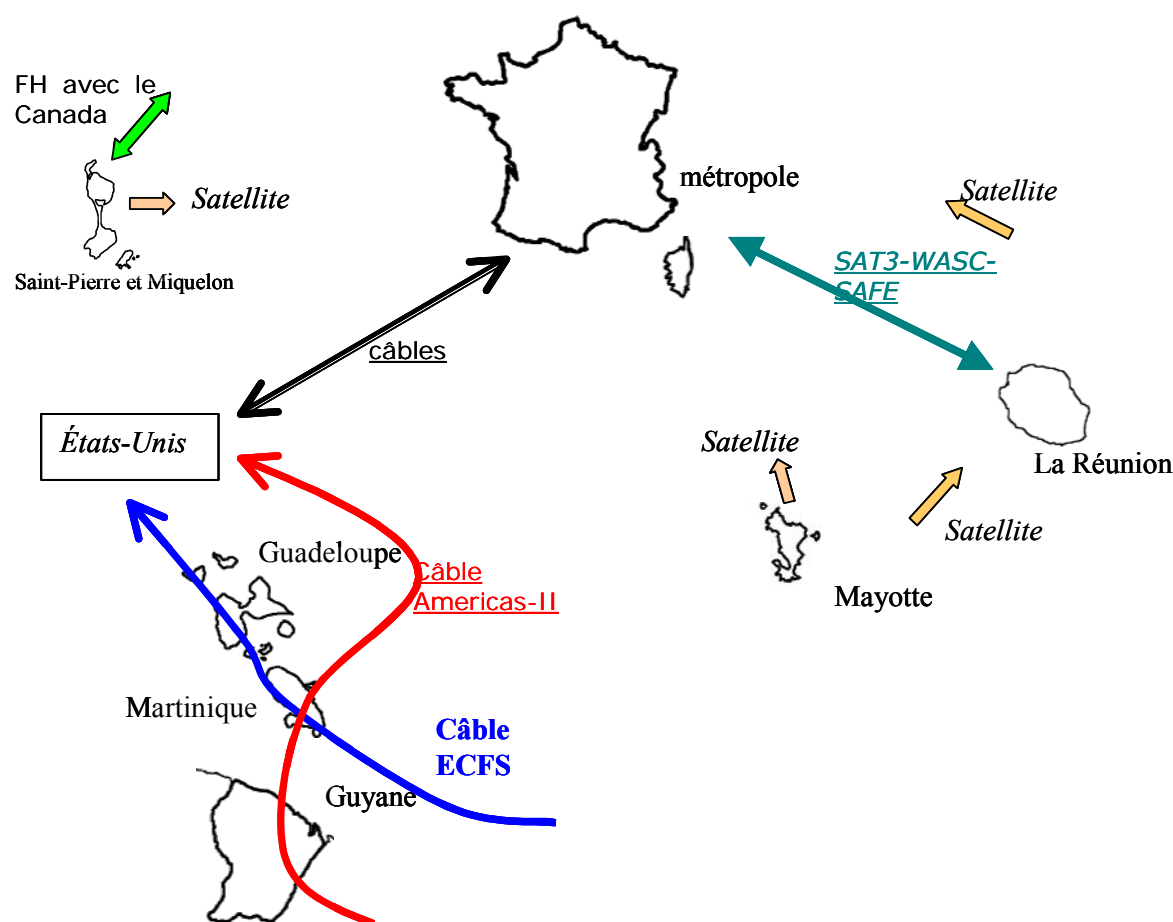 FH avec le
Canada
Satellite
Saint-Pierre et Miquelon
métropole
Satellite
SAT3-WASC-
SAFE
câbles
États-Unis
Satellite
La Réunion
Satellite
Mayotte
Guadeloupe
Câble
Americas-II
Martinique
Câble
ECFS
Guyane